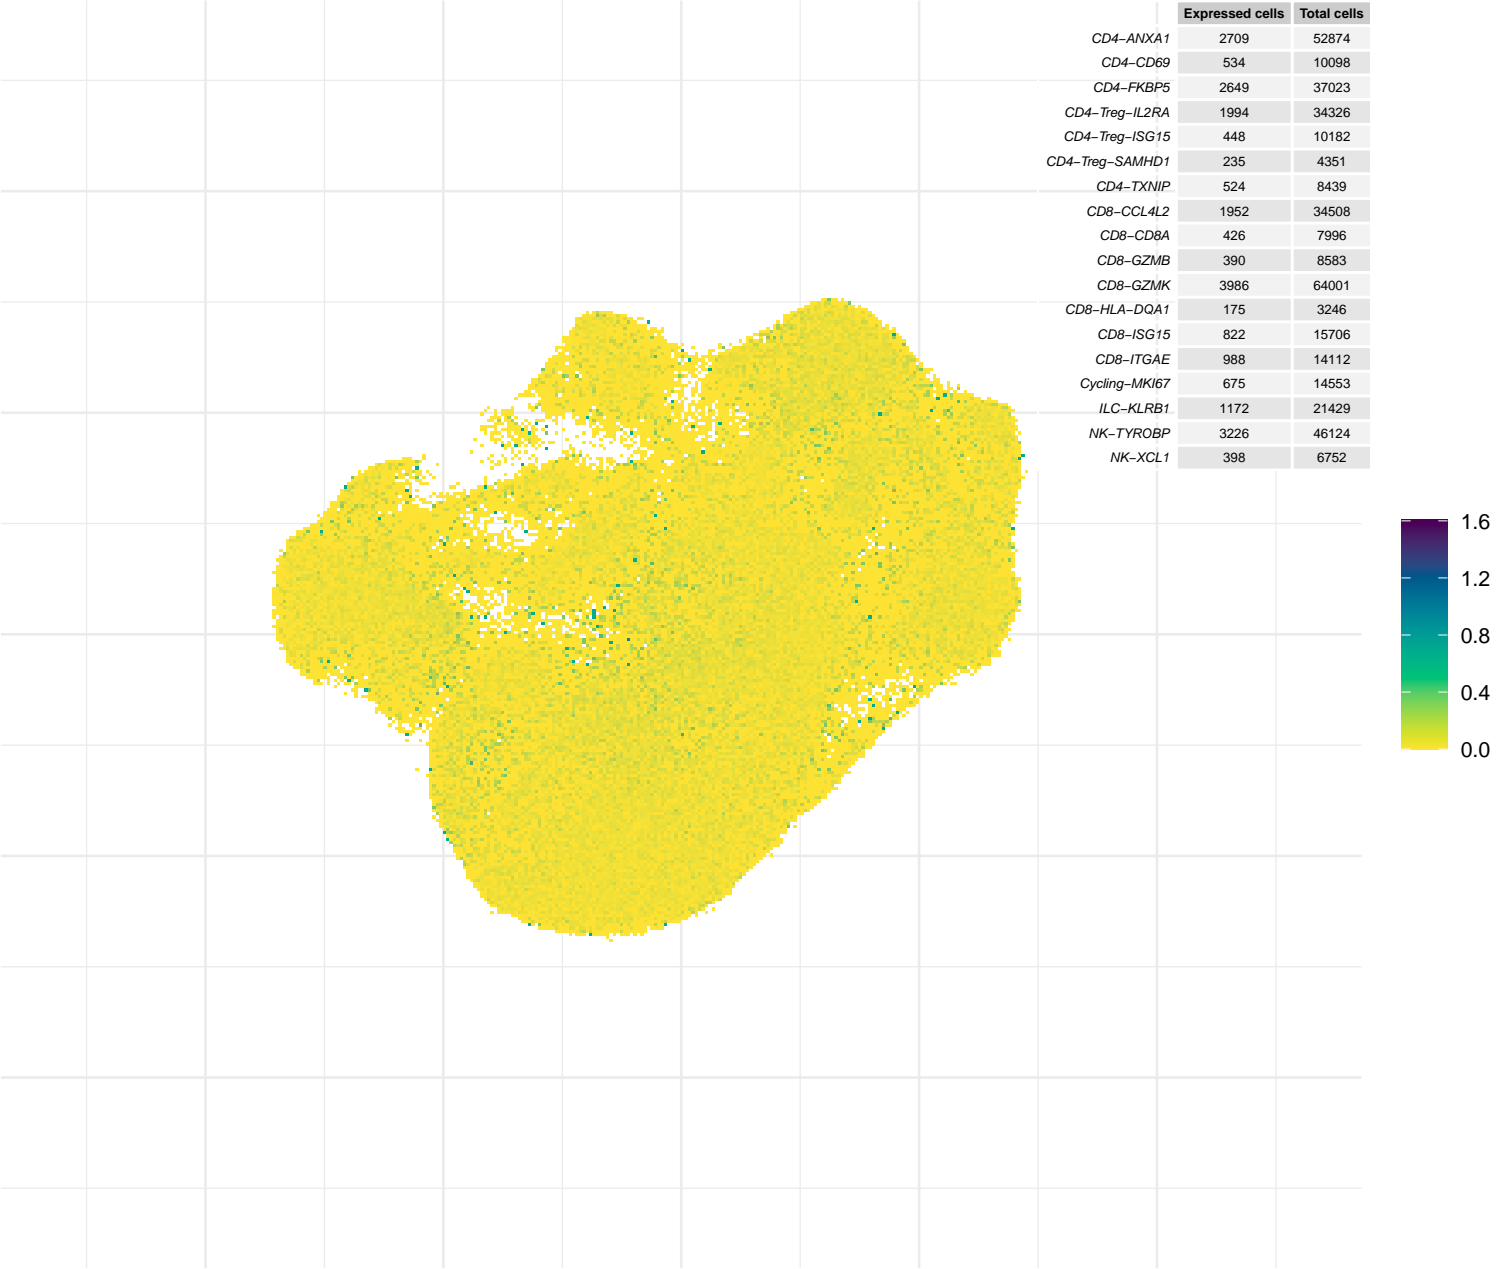 Expressed cells Total cells
CD4−ANXA1 2709 52874
CD4−CD69 534 10098
CD4−FKBP5 2649 37023
CD4−Treg−IL2RA 1994 34326
CD4−Treg−ISG15 448 10182
CD4−Treg−SAMHD1 235 4351
CD4−TXNIP 524 8439
CD8−CCL4L2 1952 34508
CD8−CD8A 426 7996
CD8−GZMB 390 8583
CD8−GZMK 3986 64001
CD8−HLA−DQA1 175 3246
CD8−ISG15 822 15706
CD8−ITGAE 988 14112
Cycling−MKI67 675 14553
ILC−KLRB1 1172 21429
NK−TYROBP 3226 46124
NK−XCL1 398 6752
1.6
1.2
0.8
0.4
0.0